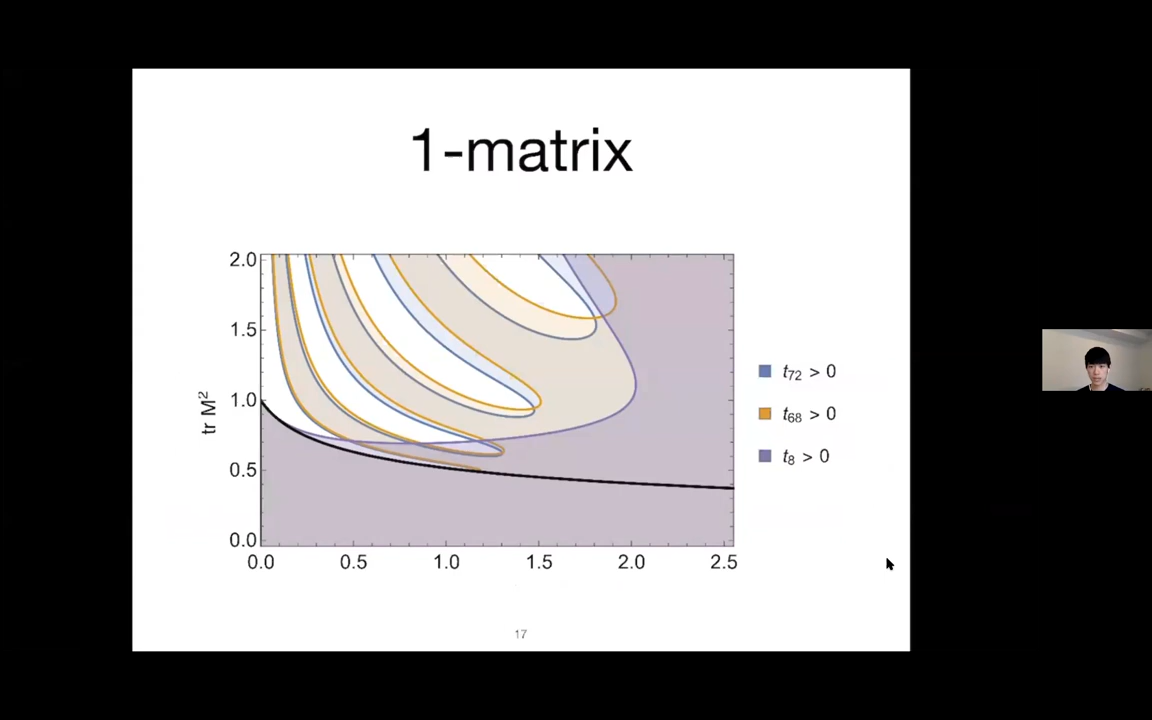 1-matrix
2.0
1.5
1.0
0.5
0.0
tr M²
0.0 0.5 1.0 1.5 2.0 2.5
t₇₂ > 0
t₆₈ > 0
t₈ > 0
17